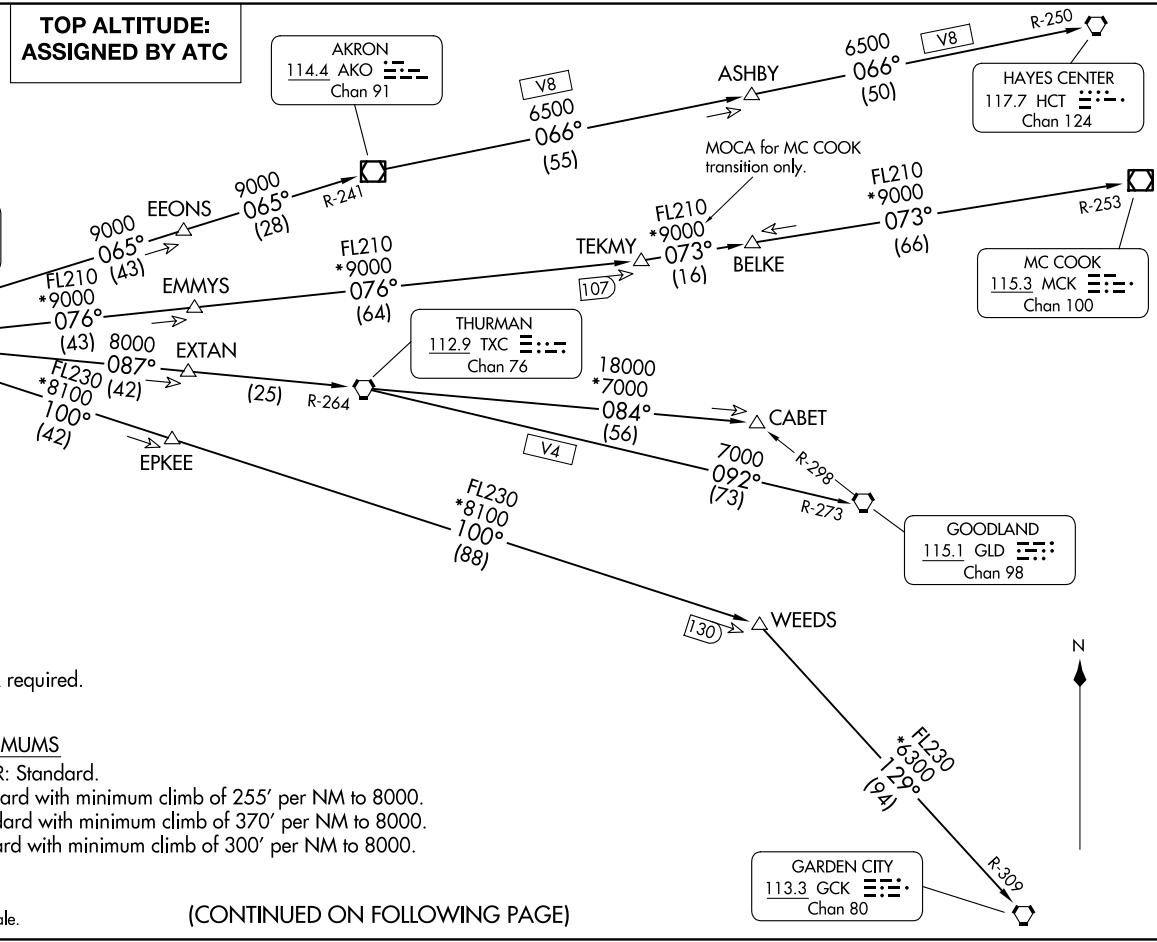 TOP ALTITUDE:
ASSIGNED BY ATC
AKRON
114.4 AKO
Chan 91
V8
6500
066°
(55)
ASHBY
6500
V8
066°
(50)
R-250
HAYES CENTER
117.7 HCT
Chan 124
MOCA for MC COOK
transition only.
9000
065°
(43)
EEONS
9000
065°
(28)
R-241
FL210
*9000
076°
(43)
EMMYS
FL210
*9000
076°
(64)
TEKMY
107
FL210
*9000
073°
(16)
BELKE
FL210
*9000
073°
(66)
R-253
MC COOK
115.3 MCK
Chan 100
8000
087°
(42)
EXTAN
(25)
R-264
THURMAN
112.9 TXC
Chan 76
18000
*7000
084°
(56)
CABET
R-298
V4
7000
092°
(73)
R-273
GOODLAND
115.1 GLD
Chan 98
FL230
*8100
100°
(42)
EPKEE
FL230
*8100
100°
(88)
130
WEEDS
FL230
*6300
129°
(94)
R-309
GARDEN CITY
113.3 GCK
Chan 80
N
required.
MUMS
R: Standard.
ard with minimum climb of 255' per NM to 8000.
dard with minimum climb of 370' per NM to 8000.
ard with minimum climb of 300' per NM to 8000.
ale.
(CONTINUED ON FOLLOWING PAGE)